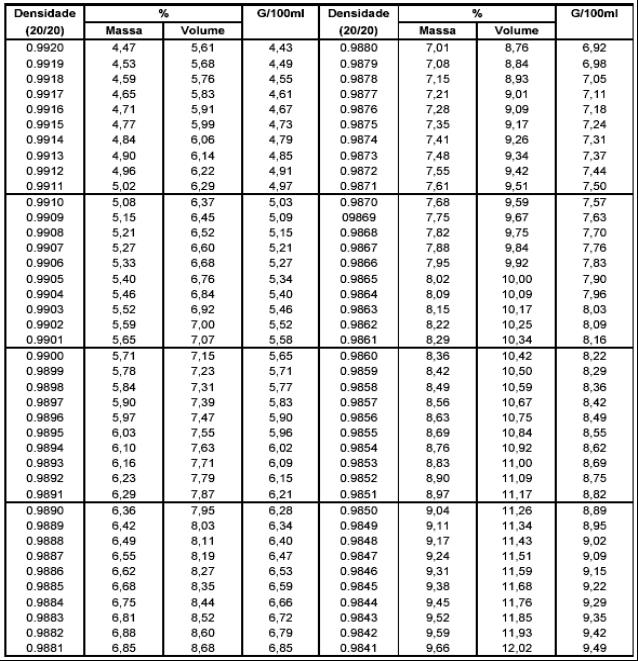 Densidade % G/100ml Densidade % G/100ml
(20/20) Massa Volume (20/20) Massa Volume
0.9920 4,47 5,61 4,43 0.9880 7,01 8,76 6,92
0.9919 4,53 5,68 4,49 0.9879 7,08 8,84 6,98
0.9918 4,59 5,76 4,55 0.9878 7,15 8,93 7,05
0.9917 4,65 5,83 4,61 0.9877 7,21 9,01 7,11
0.9916 4,71 5,91 4,67 0.9876 7,28 9,09 7,18
0.9915 4,77 5,99 4,73 0.9875 7,35 9,17 7,24
0.9914 4,84 6,06 4,79 0.9874 7,41 9,26 7,31
0.9913 4,90 6,14 4,85 0.9873 7,48 9,34 7,37
0.9912 4,96 6,22 4,91 0.9872 7,55 9,42 7,44
0.9911 5,02 6,29 4,97 0.9871 7,61 9,51 7,50
0.9910 5,08 6,37 5,03 0.9870 7,68 9,59 7,57
0.9909 5,15 6,45 5,09 09869 7,75 9,67 7,63
0.9908 5,21 6,52 5,15 0.9868 7,82 9,75 7,70
0.9907 5,27 6,60 5,21 0.9867 7,88 9,84 7,76
0.9906 5,33 6,68 5,27 0.9866 7,95 9,92 7,83
0.9905 5,40 6,76 5,34 0.9865 8,02 10,00 7,90
0.9904 5,46 6,84 5,40 0.9864 8,09 10,09 7,96
0.9903 5,52 6,92 5,46 0.9863 8,15 10,17 8,03
0.9902 5,59 7,00 5,52 0.9862 8,22 10,25 8,09
0.9901 5,65 7,07 5,58 0.9861 8,29 10,34 8,16
0.9900 5,71 7,15 5,65 0.9860 8,36 10,42 8,22
0.9899 5,78 7,23 5,71 0.9859 8,42 10,50 8,29
0.9898 5,84 7,31 5,77 0.9858 8,49 10,59 8,36
0.9897 5,90 7,39 5,83 0.9857 8,56 10,67 8,42
0.9896 5,97 7,47 5,90 0.9856 8,63 10,75 8,49
0.9895 6,03 7,55 5,96 0.9855 8,69 10,84 8,55
0.9894 6,10 7,63 6,02 0.9854 8,76 10,92 8,62
0.9893 6,16 7,71 6,09 0.9853 8,83 11,00 8,69
0.9892 6,23 7,79 6,15 0.9852 8,90 11,09 8,75
0.9891 6,29 7,87 6,21 0.9851 8,97 11,17 8,82
0.9890 6,36 7,95 6,28 0.9850 9,04 11,26 8,89
0.9889 6,42 8,03 6,34 0.9849 9,11 11,34 8,95
0.9888 6,49 8,11 6,40 0.9848 9,17 11,43 9,02
0.9887 6,55 8,19 6,47 0.9847 9,24 11,51 9,09
0.9886 6,62 8,27 6,53 0.9846 9,31 11,59 9,15
0.9885 6,68 8,35 6,59 0.9845 9,38 11,68 9,22
0.9884 6,75 8,44 6,66 0.9844 9,45 11,76 9,29
0.9883 6,81 8,52 6,72 0.9843 9,52 11,85 9,35
0.9882 6,88 8,60 6,79 0.9842 9,59 11,93 9,42
0.9881 6,85 8,68 6,85 0.9841 9,66 12,02 9,49